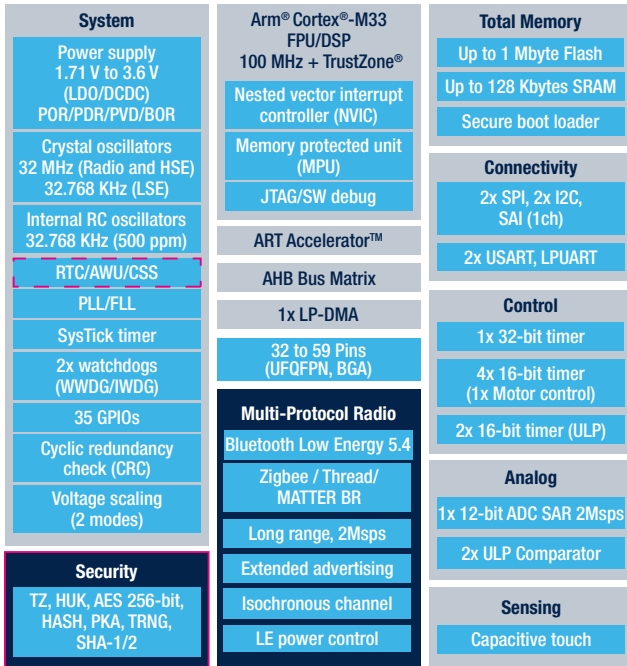 System
Power supply
1.71 V to 3.6 V
(LDO/DCDC)
POR/PDR/PVD/BOR
Crystal oscillators
32 MHz (Radio and HSE)
32.768 KHz (LSE)
Internal RC oscillators
32.768 KHz (500 ppm)
RTC/AWU/CSS
PLL/FLL
SysTick timer
2x watchdogs
(WWDG/IWDG)
35 GPIOs
Cyclic redundancy
check (CRC)
Voltage scaling
(2 modes)
Security
TZ, HUK, AES 256-bit,
HASH, PKA, TRNG,
SHA-1/2
Arm® Cortex®-M33
FPU/DSP
100 MHz + TrustZone®
Nested vector interrupt
controller (NVIC)
Memory protected unit
(MPU)
JTAG/SW debug
ART Accelerator™
AHB Bus Matrix
1x LP-DMA
32 to 59 Pins
(UFQFPN, BGA)
Multi-Protocol Radio
Bluetooth Low Energy 5.4
Zigbee / Thread/
MATTER BR
Long range, 2Msps
Extended advertising
Isochronous channel
LE power control
Total Memory
Up to 1 Mbyte Flash
Up to 128 Kbytes SRAM
Secure boot loader
Connectivity
2x SPI, 2x I2C,
SAI (1ch)
2x USART, LPUART
Control
1x 32-bit timer
4x 16-bit timer
(1x Motor control)
2x 16-bit timer (ULP)
Analog
1x 12-bit ADC SAR 2Msps
2x ULP Comparator
Sensing
Capacitive touch